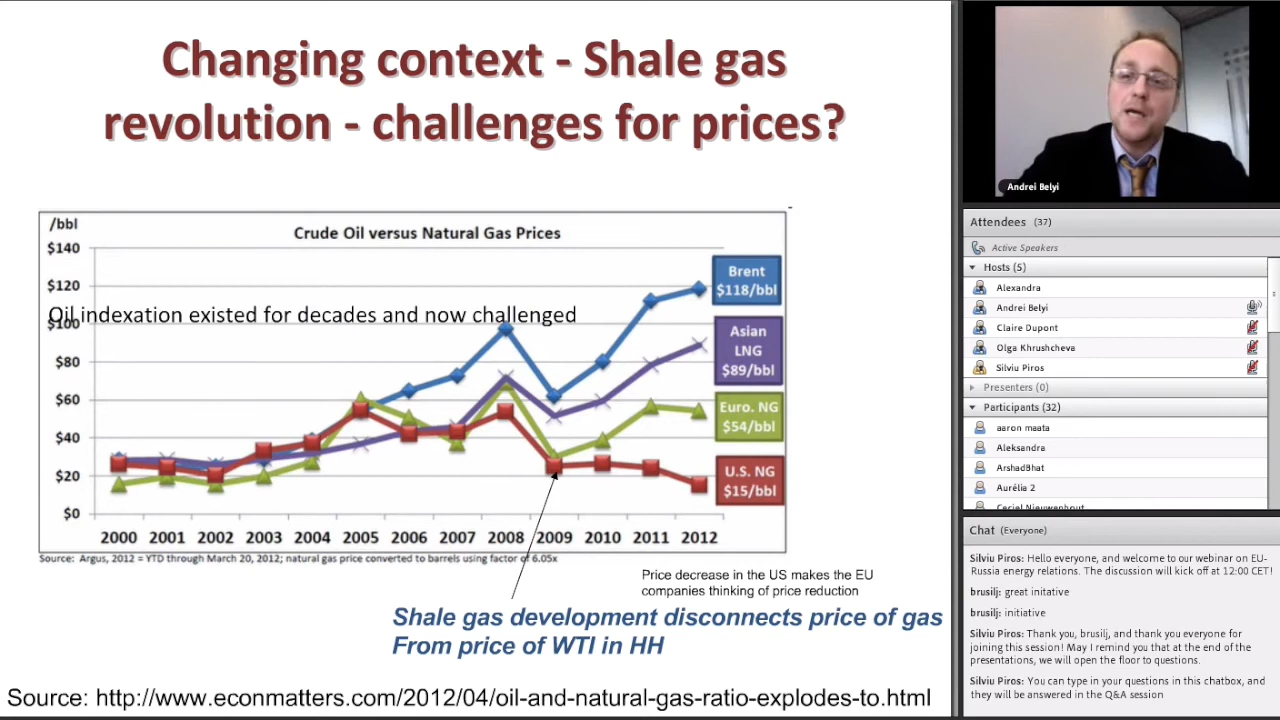 Changing context - Shale gas
revolution - challenges for prices?
/bbl
Crude Oil versus Natural Gas Prices
$140
$120
$100
$80
$60
$40
$20
$0
Oil indexation existed for decades and now challenged
Brent
$118/bbl
Asian
LNG
$89/bbl
Euro. NG
$54/bbl
U.S. NG
$15/bbl
2000 2001 2002 2003 2004 2005 2006 2007 2008 2009 2010 2011 2012
Source: Argus, 2012 = YTD through March 20, 2012; natural gas price converted to barrels using factor of 6.05x
Price decrease in the US makes the EU
companies thinking of price reduction
Shale gas development disconnects price of gas
From price of WTI in HH
Source: http://www.econmatters.com/2012/04/oil-and-natural-gas-ratio-explodes-to.html
Andrei Belyi
Attendees (37)
Active Speakers
Hosts (5)
Alexandra
Andrei Belyi
Claire Dupont
Olga Khrushcheva
Silviu Piros
Presenters (0)
Participants (32)
aaron maata
Aleksandra
ArshadBhat
Aurélia 2
Chat (Everyone)
Silviu Piros: Hello everyone, and welcome to our webinar on EU-
Russia energy relations. The discussion will kick off at 12:00 CET!
brusilj: great initative
brusilj: initiative
Silviu Piros: Thank you, brusilj, and thank you everyone for
joining this session! May I remind you that at the end of the
presentations, we will open the floor to questions.
Silviu Piros: You can type in your questions in this chatbox, and
they will be answered in the Q&A session